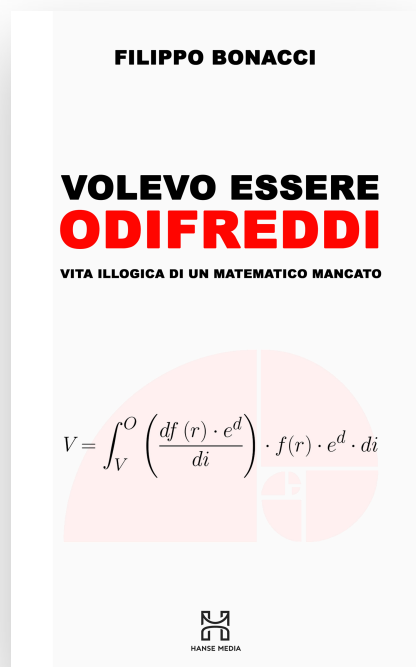 FILIPPO BONACCI
VOLEVO ESSERE
ODIFREDDI
VITA ILLOGICA DI UN MATEMATICO MANCATO
V = ∫_V^O (df (r) · e^d / di) · f(r) · e^d · di
HANSE MEDIA